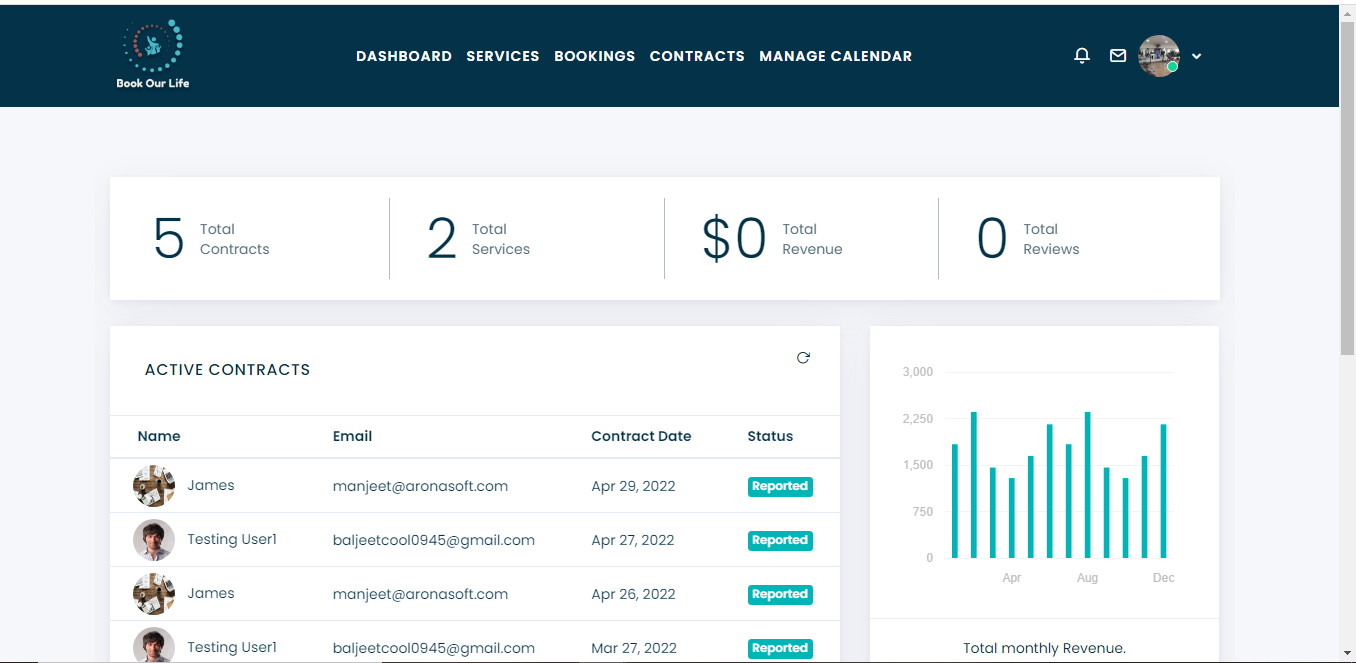 Book Our Life
DASHBOARD SERVICES BOOKINGS CONTRACTS MANAGE CALENDAR
5 Total Contracts
2 Total Services
$0 Total Revenue
0 Total Reviews
ACTIVE CONTRACTS
Name Email Contract Date Status
James manjeet@aronasoft.com Apr 29, 2022 Reported
Testing User1 baljeetcool0945@gmail.com Apr 27, 2022 Reported
James manjeet@aronasoft.com Apr 26, 2022 Reported
Testing User1 baljeetcool0945@gmail.com Mar 27, 2022 Reported
3,000
2,250
1,500
750
0
Apr Aug Dec
Total monthly Revenue.